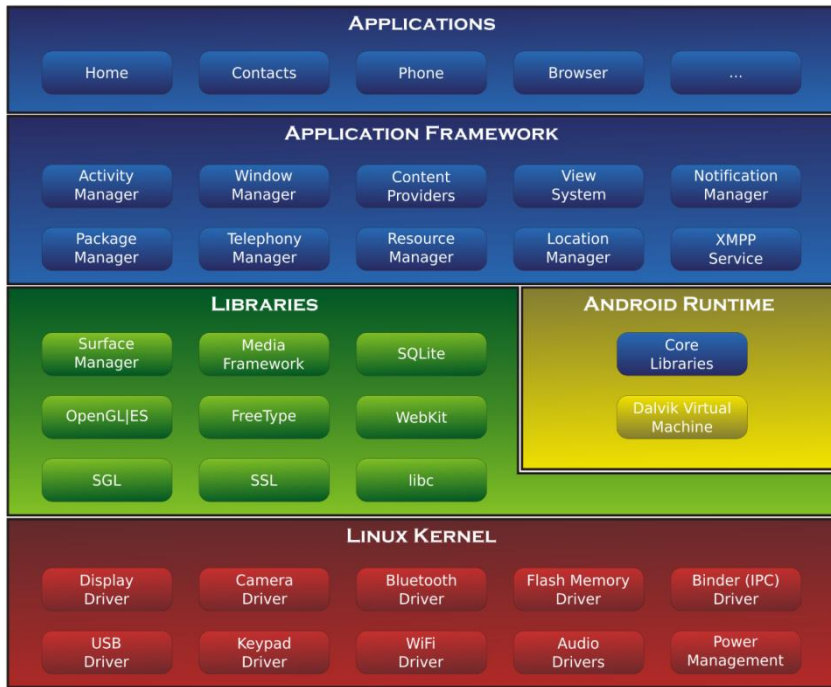 APPLICATIONS
Home
Contacts
Phone
Browser
...
APPLICATION FRAMEWORK
Activity
Manager
Window
Manager
Content
Providers
View
System
Notification
Manager
Package
Manager
Telephony
Manager
Resource
Manager
Location
Manager
XMPP
Service
LIBRARIES
Surface
Manager
Media
Framework
SQLite
OpenGL|ES
FreeType
WebKit
SGL
SSL
libc
ANDROID RUNTIME
Core
Libraries
Dalvik Virtual
Machine
LINUX KERNEL
Display
Driver
Camera
Driver
Bluetooth
Driver
Flash Memory
Driver
Binder (IPC)
Driver
USB
Driver
Keypad
Driver
WiFi
Driver
Audio
Drivers
Power
Management